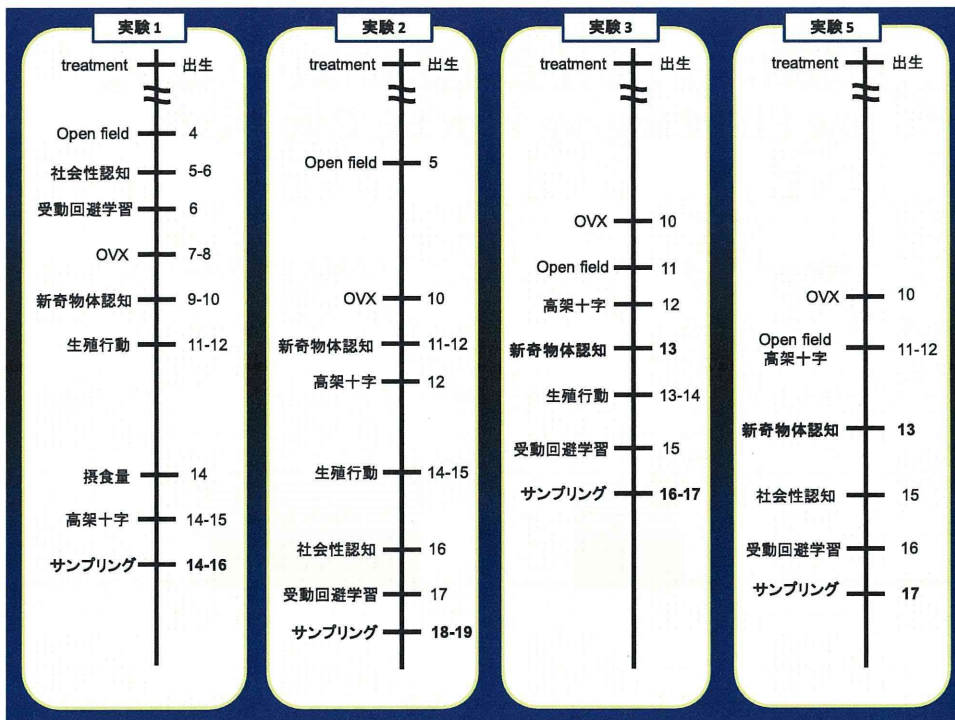 実験1
treatment 出生
Open field 4
社会性認知 5-6
受動回避学習 6
OVX 7-8
新奇物体認知 9-10
生殖行動 11-12
摂食量 14
高架十字 14-15
サンプリング 14-16
実験2
treatment 出生
Open field 5
OVX 10
新奇物体認知 11-12
高架十字 12
生殖行動 14-15
社会性認知 16
受動回避学習 17
サンプリング 18-19
実験3
treatment 出生
OVX 10
Open field 11
高架十字 12
新奇物体認知 13
生殖行動 13-14
受動回避学習 15
サンプリング 16-17
実験5
treatment 出生
OVX 10
Open field
高架十字 11-12
新奇物体認知 13
社会性認知 15
受動回避学習 16
サンプリング 17